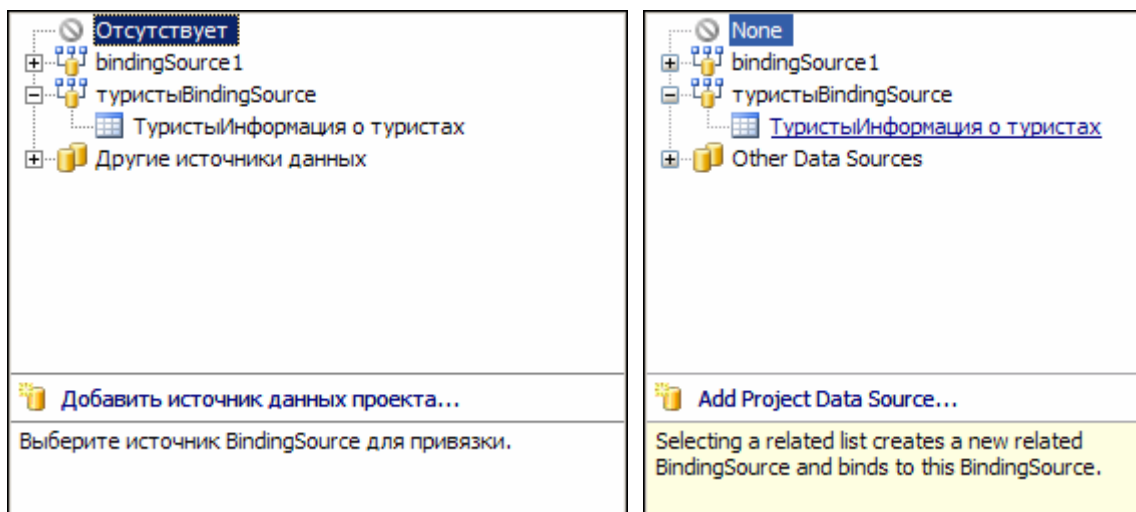 Отсутствует
bindingSource1
туристыBindingSource
ТуристыИнформация о туристах
Другие источники данных
Добавить источник данных проекта...
Выберите источник BindingSource для привязки.
None
bindingSource1
туристыBindingSource
ТуристыИнформация о туристах
Other Data Sources
Add Project Data Source...
Selecting a related list creates a new related
BindingSource and binds to this BindingSource.